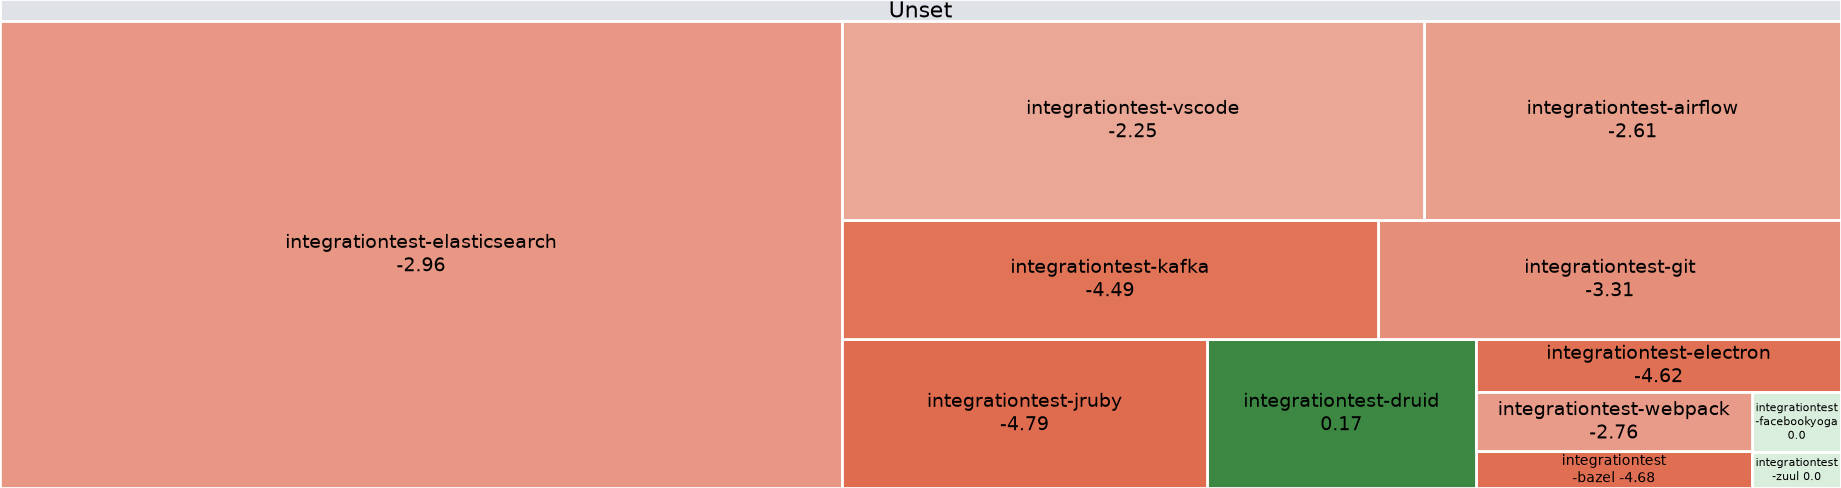 Unset
integrationtest-elasticsearch
-2.96
integrationtest-vscode
-2.25
integrationtest-airflow
-2.61
integrationtest-kafka
-4.49
integrationtest-git
-3.31
integrationtest-jruby
-4.79
integrationtest-druid
0.17
integrationtest-electron
-4.62
integrationtest-webpack
-2.76
integrationtest
-facebookyoga
0.0
integrationtest
-bazel -4.68
integrationtest
-zuul 0.0